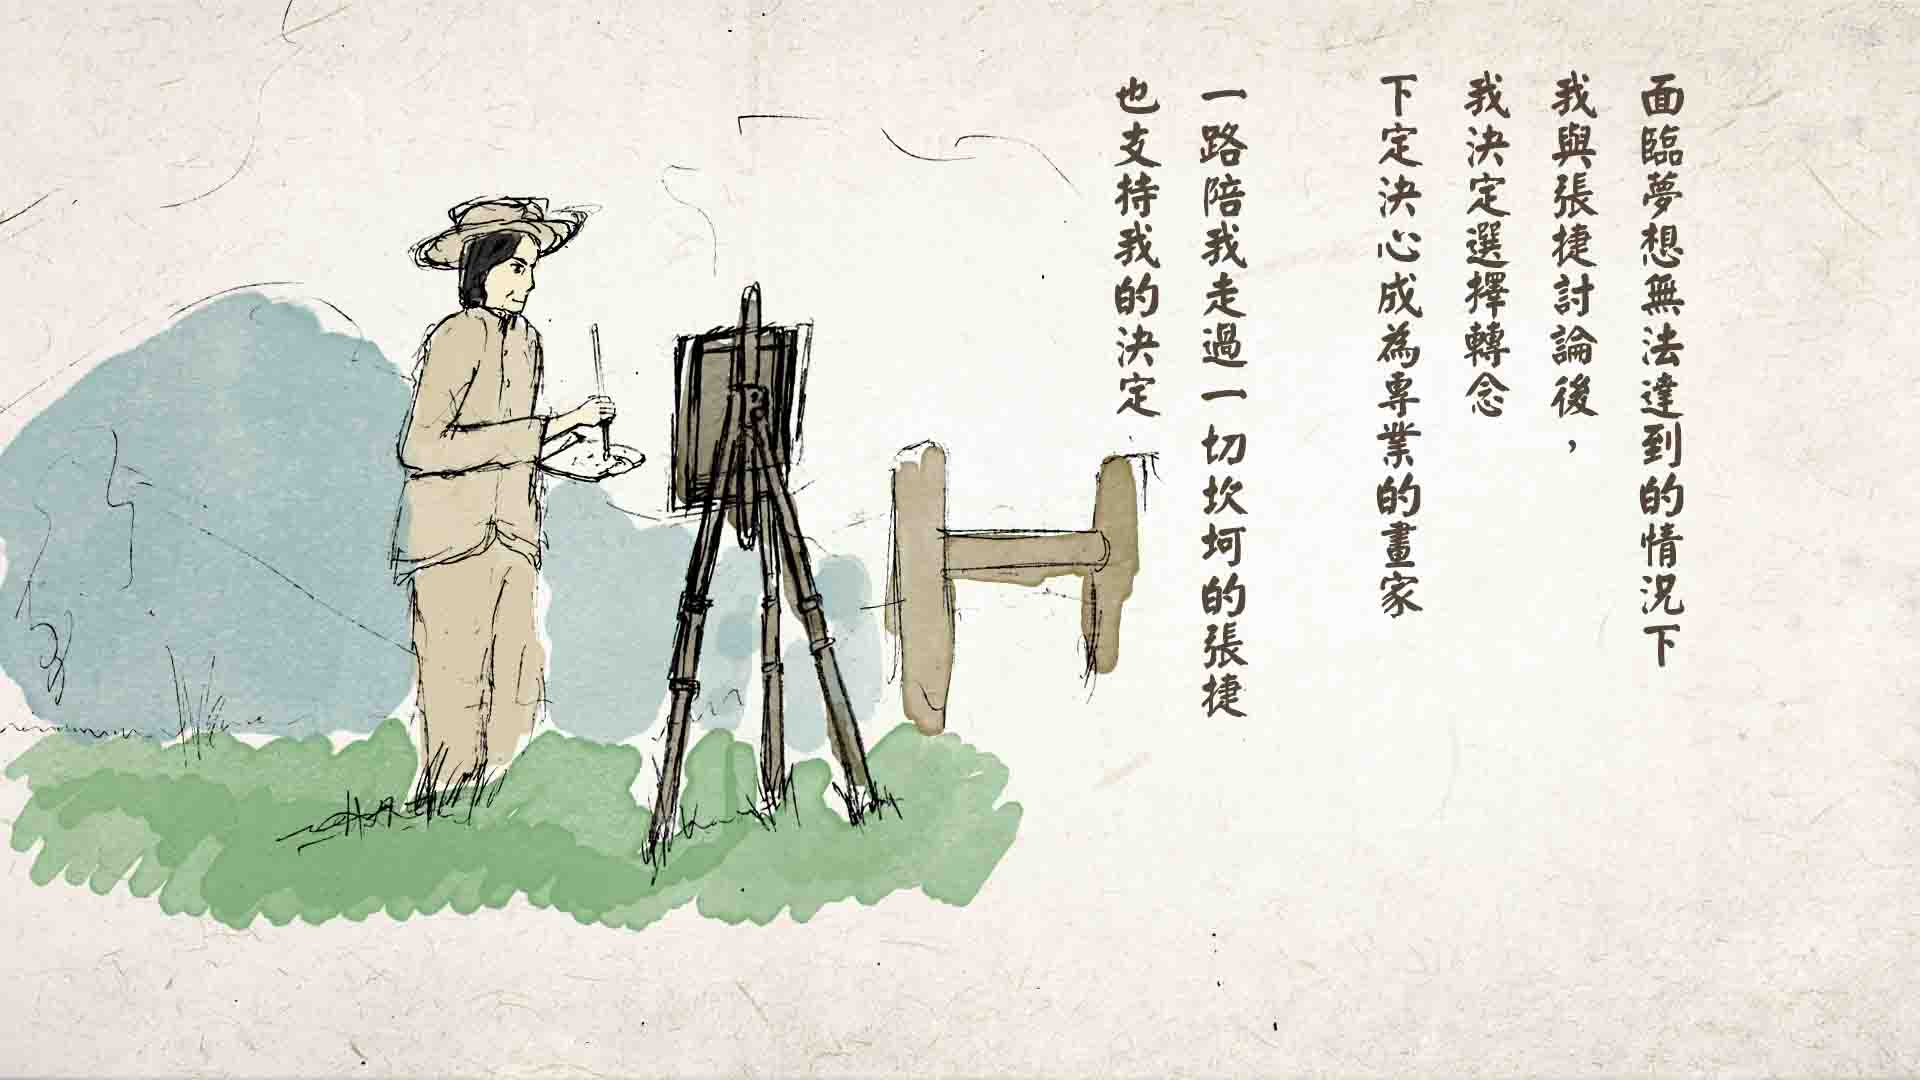 面臨夢想無法達到的情況下
我與張捷討論後，
我決定選擇轉念
下定決心成為專業的畫家
一路陪我走過一切坎坷的張捷
也支持我的決定